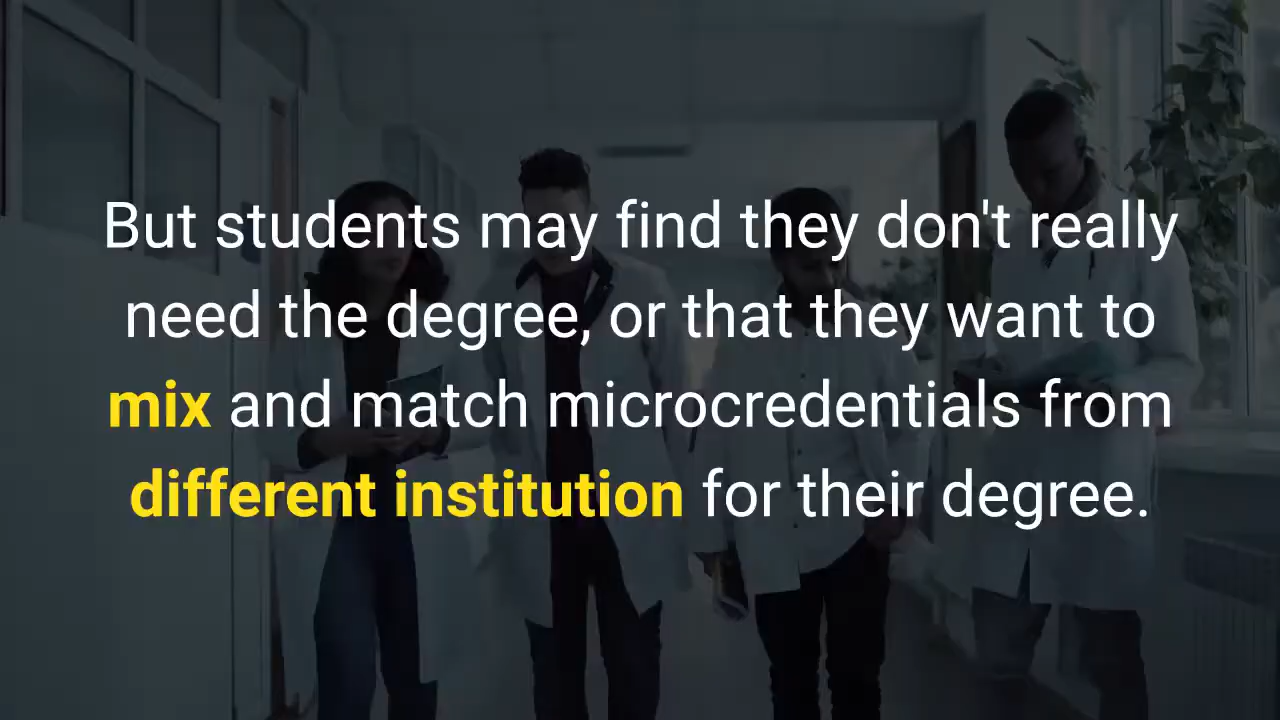 But students may find they don't really
need the degree, or that they want to
mix and match microcredentials from
different institution for their degree.